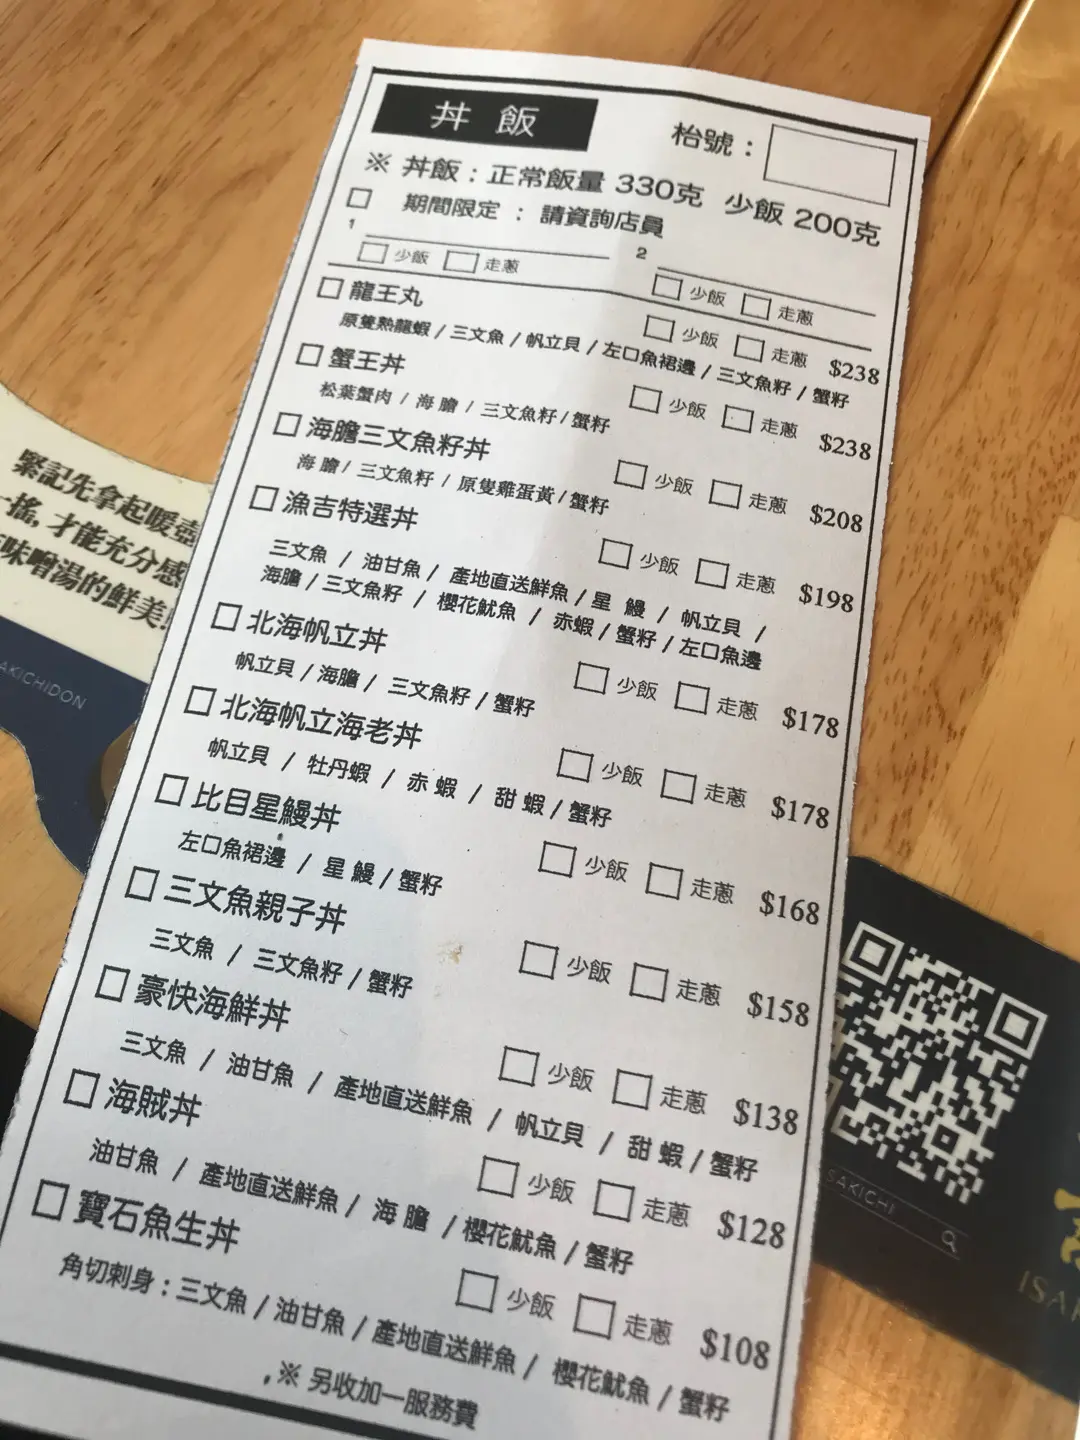 丼飯
枱號：
※ 丼飯：正常飯量 330克 少飯 200克
期間限定 ： 請資詢店員
1
少飯 走蔥
2
少飯 走蔥
龍王丸
少飯 走蔥 $238
原隻熟龍蝦 / 三文魚 / 帆立貝 / 左口魚裙邊 / 三文魚籽 / 蟹籽
蟹王丼
少飯 走蔥 $238
松葉蟹肉 / 海膽 / 三文魚籽 / 蟹籽
海膽三文魚籽丼
少飯 走蔥 $208
海膽 / 三文魚籽 / 原隻雞蛋黃 / 蟹籽
漁吉特選丼
少飯 走蔥 $198
三文魚 / 油甘魚 / 產地直送鮮魚 / 星鰻 / 帆立貝 /
海膽 / 三文魚籽 / 櫻花魷魚 / 赤蝦 / 蟹籽 / 左口魚邊
北海帆立丼
少飯 走蔥 $178
帆立貝 / 海膽 / 三文魚籽 / 蟹籽
北海帆立海老丼
少飯 走蔥 $178
帆立貝 / 牡丹蝦 / 赤蝦 / 甜蝦 / 蟹籽
比目星鰻丼
少飯 走蔥 $168
左口魚裙邊 / 星鰻 / 蟹籽
三文魚親子丼
少飯 走蔥 $158
三文魚 / 三文魚籽 / 蟹籽
豪快海鮮丼
少飯 走蔥 $138
三文魚 / 油甘魚 / 產地直送鮮魚 / 帆立貝 / 甜蝦 / 蟹籽
海賊丼
少飯 走蔥 $128
油甘魚 / 產地直送鮮魚 / 海膽 / 櫻花魷魚 / 蟹籽
寶石魚生丼
少飯 走蔥 $108
角切刺身：三文魚 / 油甘魚 / 產地直送鮮魚 / 櫻花魷魚 / 蟹籽
※ 另收加一服務費
緊記先拿起暖壺
一搖，才能充分感
味噌湯的鮮美！
AKICHIDON
SAKICHI
ISAK